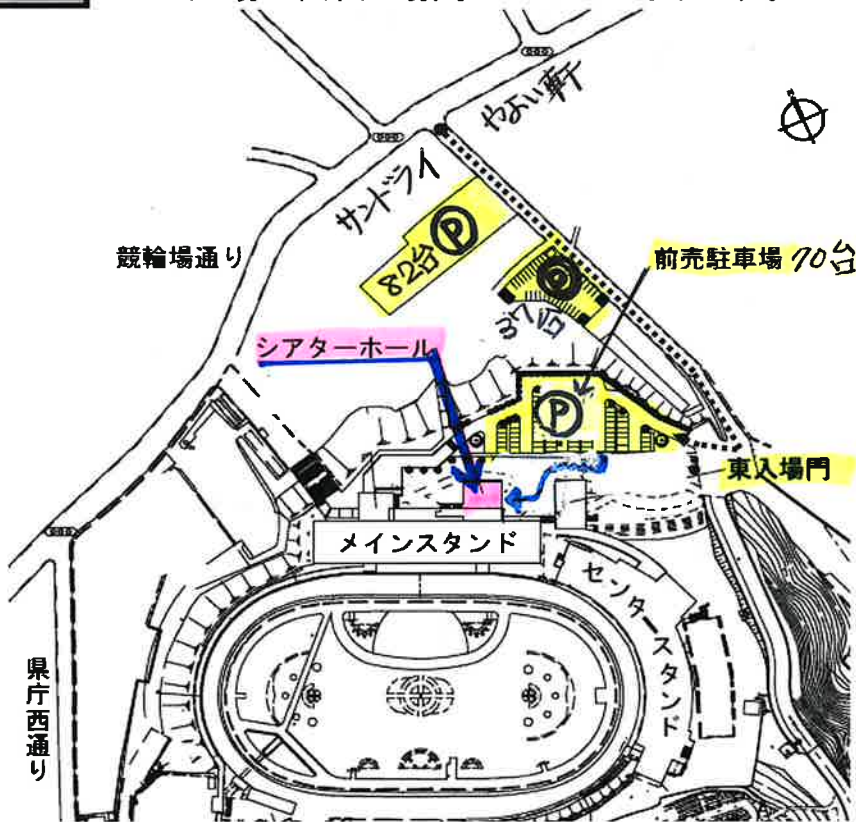 やよい軒
サンドライ
競輪場通り
82台
P
前売駐車場 70台
37台
シアターホール
P
東入場門
メインスタンド
センタースタンド
県庁西通り